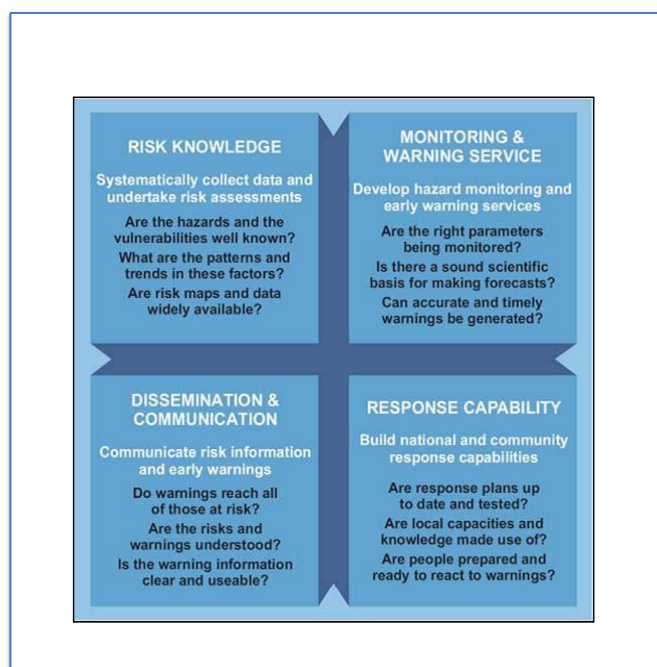 RISK KNOWLEDGE
Systematically collect data and
undertake risk assessments
Are the hazards and the
vulnerabilities well known?
What are the patterns and
trends in these factors?
Are risk maps and data
widely available?
MONITORING &
WARNING SERVICE
Develop hazard monitoring and
early warning services
Are the right parameters
being monitored?
Is there a sound scientific
basis for making forecasts?
Can accurate and timely
warnings be generated?
DISSEMINATION &
COMMUNICATION
Communicate risk information
and early warnings
Do warnings reach all
of those at risk?
Are the risks and
warnings understood?
Is the warning information
clear and useable?
RESPONSE CAPABILITY
Build national and community
response capabilities
Are response plans up
to date and tested?
Are local capacities and
knowledge made use of?
Are people prepared and
ready to react to warnings?